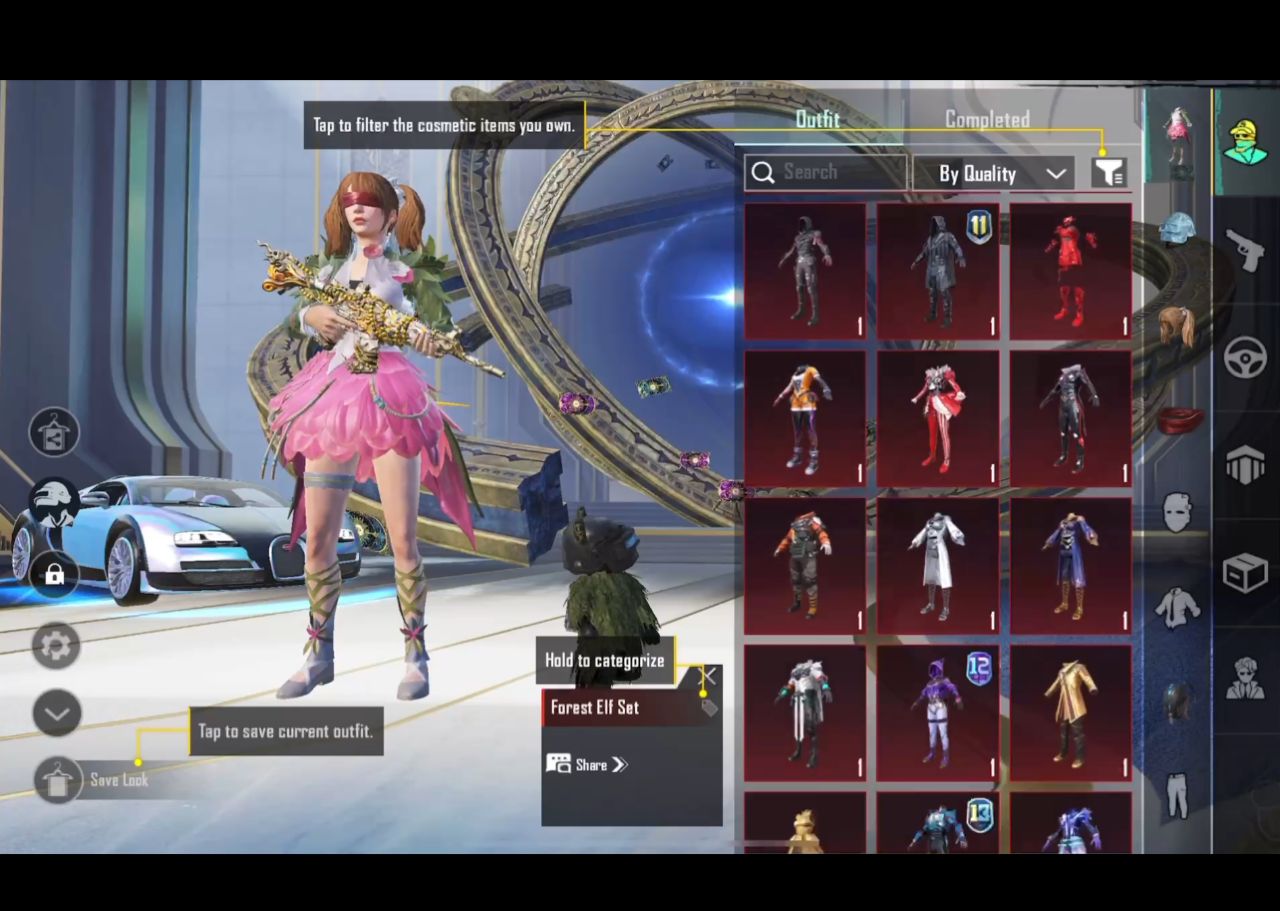 Tap to filter the cosmetic items you own.
Outfit
Completed
Search
By Quality
11
1
1
1
1
1
1
1
1
1
12
1
1
1
13
Hold to categorize
Forest Elf Set
Share
Tap to save current outfit.
Save Look